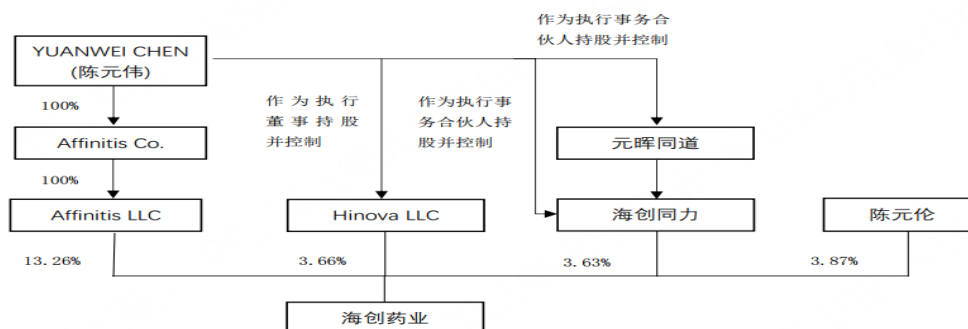 作为执行事务合
伙人持股并控制
YUANWEI CHEN
(陈元伟)
100%
作为执行
董事持股
并控制
作为执行事
务合伙人持
股并控制
Affinitis Co.
元晖同道
100%
Affinitis LLC
Hinova LLC
海创同力
陈元伦
13.26%
3.66%
3.63%
3.87%
海创药业